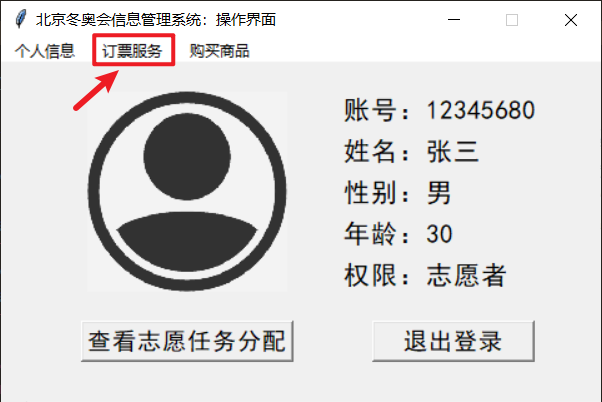 北京冬奥会信息管理系统：操作界面
个人信息 订票服务 购买商品
账号：12345680
姓名：张三
性别：男
年龄：30
权限：志愿者
查看志愿任务分配 退出登录